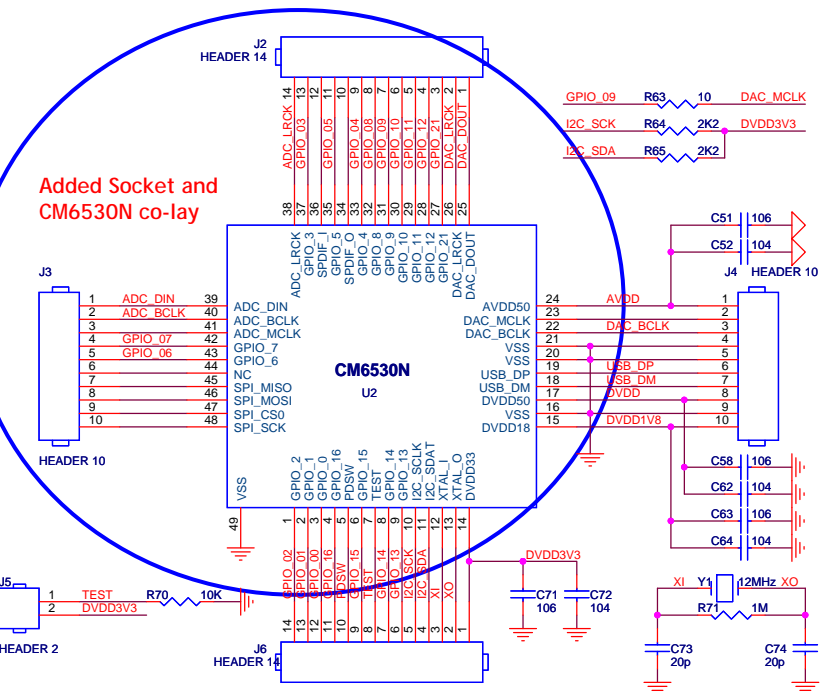 J2
HEADER 14
14 13 12 11 10 9 8 7 6 5 4 3 2 1
ADC_LRCK
GPIO_03
GPIO_05
GPIO_04
GPIO_08
GPIO_09
GPIO_10
GPIO_11
GPIO_12
GPIO_21
DAC_LRCK
DAC_DOUT
38 37 36 35 34 33 32 31 30 29 28 27 26 25
GPIO_09 R63 10 DAC_MCLK
I2C_SCK R64 2K2 DVDD3V3
I2C_SDA R65 2K2
Added Socket and
CM6530N co-lay
ADC_LRCK
GPIO_3
SPDIF_I
GPIO_5
SPDIF_O
GPIO_4
GPIO_8
GPIO_9
GPIO_10
GPIO_11
GPIO_12
GPIO_21
DAC_LRCK
DAC_DOUT
C51 106
C52 104
J3
J4 HEADER 10
1 ADC_DIN 39 ADC_DIN
2 ADC_BCLK 40 ADC_BCLK
3 41 ADC_MCLK
4 GPIO_07 42 GPIO_7
5 GPIO_06 43 GPIO_6
6 44 NC
7 45 SPI_MISO
8 46 SPI_MOSI
9 47 SPI_CS0
10 48 SPI_SCK
HEADER 10
CM6530N
U2
AVDD50 24 AVDD 1
DAC_MCLK 23 2
DAC_BCLK 22 DAC_BCLK 3
VSS 21 4
VSS 20 5
USB_DP 19 USB_DP 6
USB_DM 18 USB_DM 7
DVDD50 17 DVDD 8
VSS 16 9
DVDD18 15 DVDD1V8 10
C58 106
C62 104
C63 106
C64 104
VSS
49
GPIO_2
GPIO_1
GPIO_0
GPIO_16
PDSW
GPIO_15
TEST
GPIO_14
GPIO_13
I2C_SCLK
I2C_SDAT
XTAL_I
XTAL_O
DVDD33
1 2 3 4 5 6 7 8 9 10 11 12 13 14
GPIO_02
GPIO_01
GPIO_00
GPIO_16
PDSW
GPIO_15
TEST
GPIO_14
GPIO_13
I2C_SCK
I2C_SDA
XI
XO
DVDD3V3
14 13 12 11 10 9 8 7 6 5 4 3 2 1
J6
HEADER 14
C71
106
C72
104
J5
1 TEST R70 10K
2 DVDD3V3
HEADER 2
XI Y1 12MHz XO
R71 1M
C73
20p
C74
20p